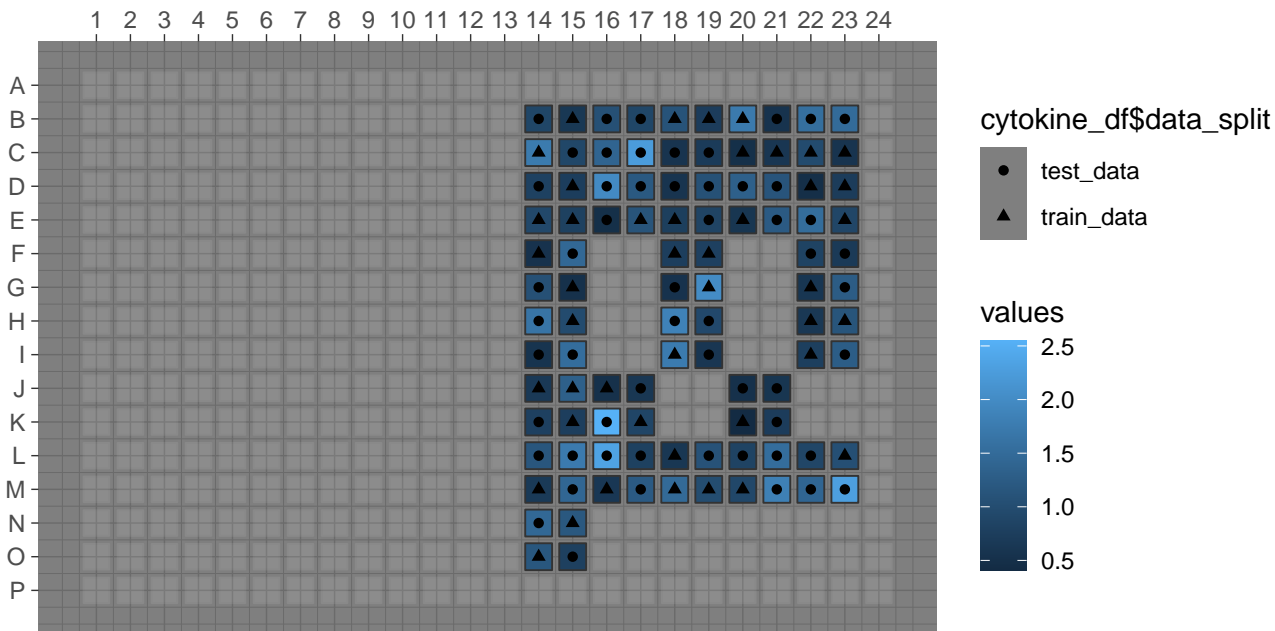 1 2 3 4 5 6 7 8 9 10 11 12 13 14 15 16 17 18 19 20 21 22 23 24
A
B
C
D
E
F
G
H
I
J
K
L
M
N
O
P
cytokine_df$data_split
test_data
train_data
values
2.5
2.0
1.5
1.0
0.5